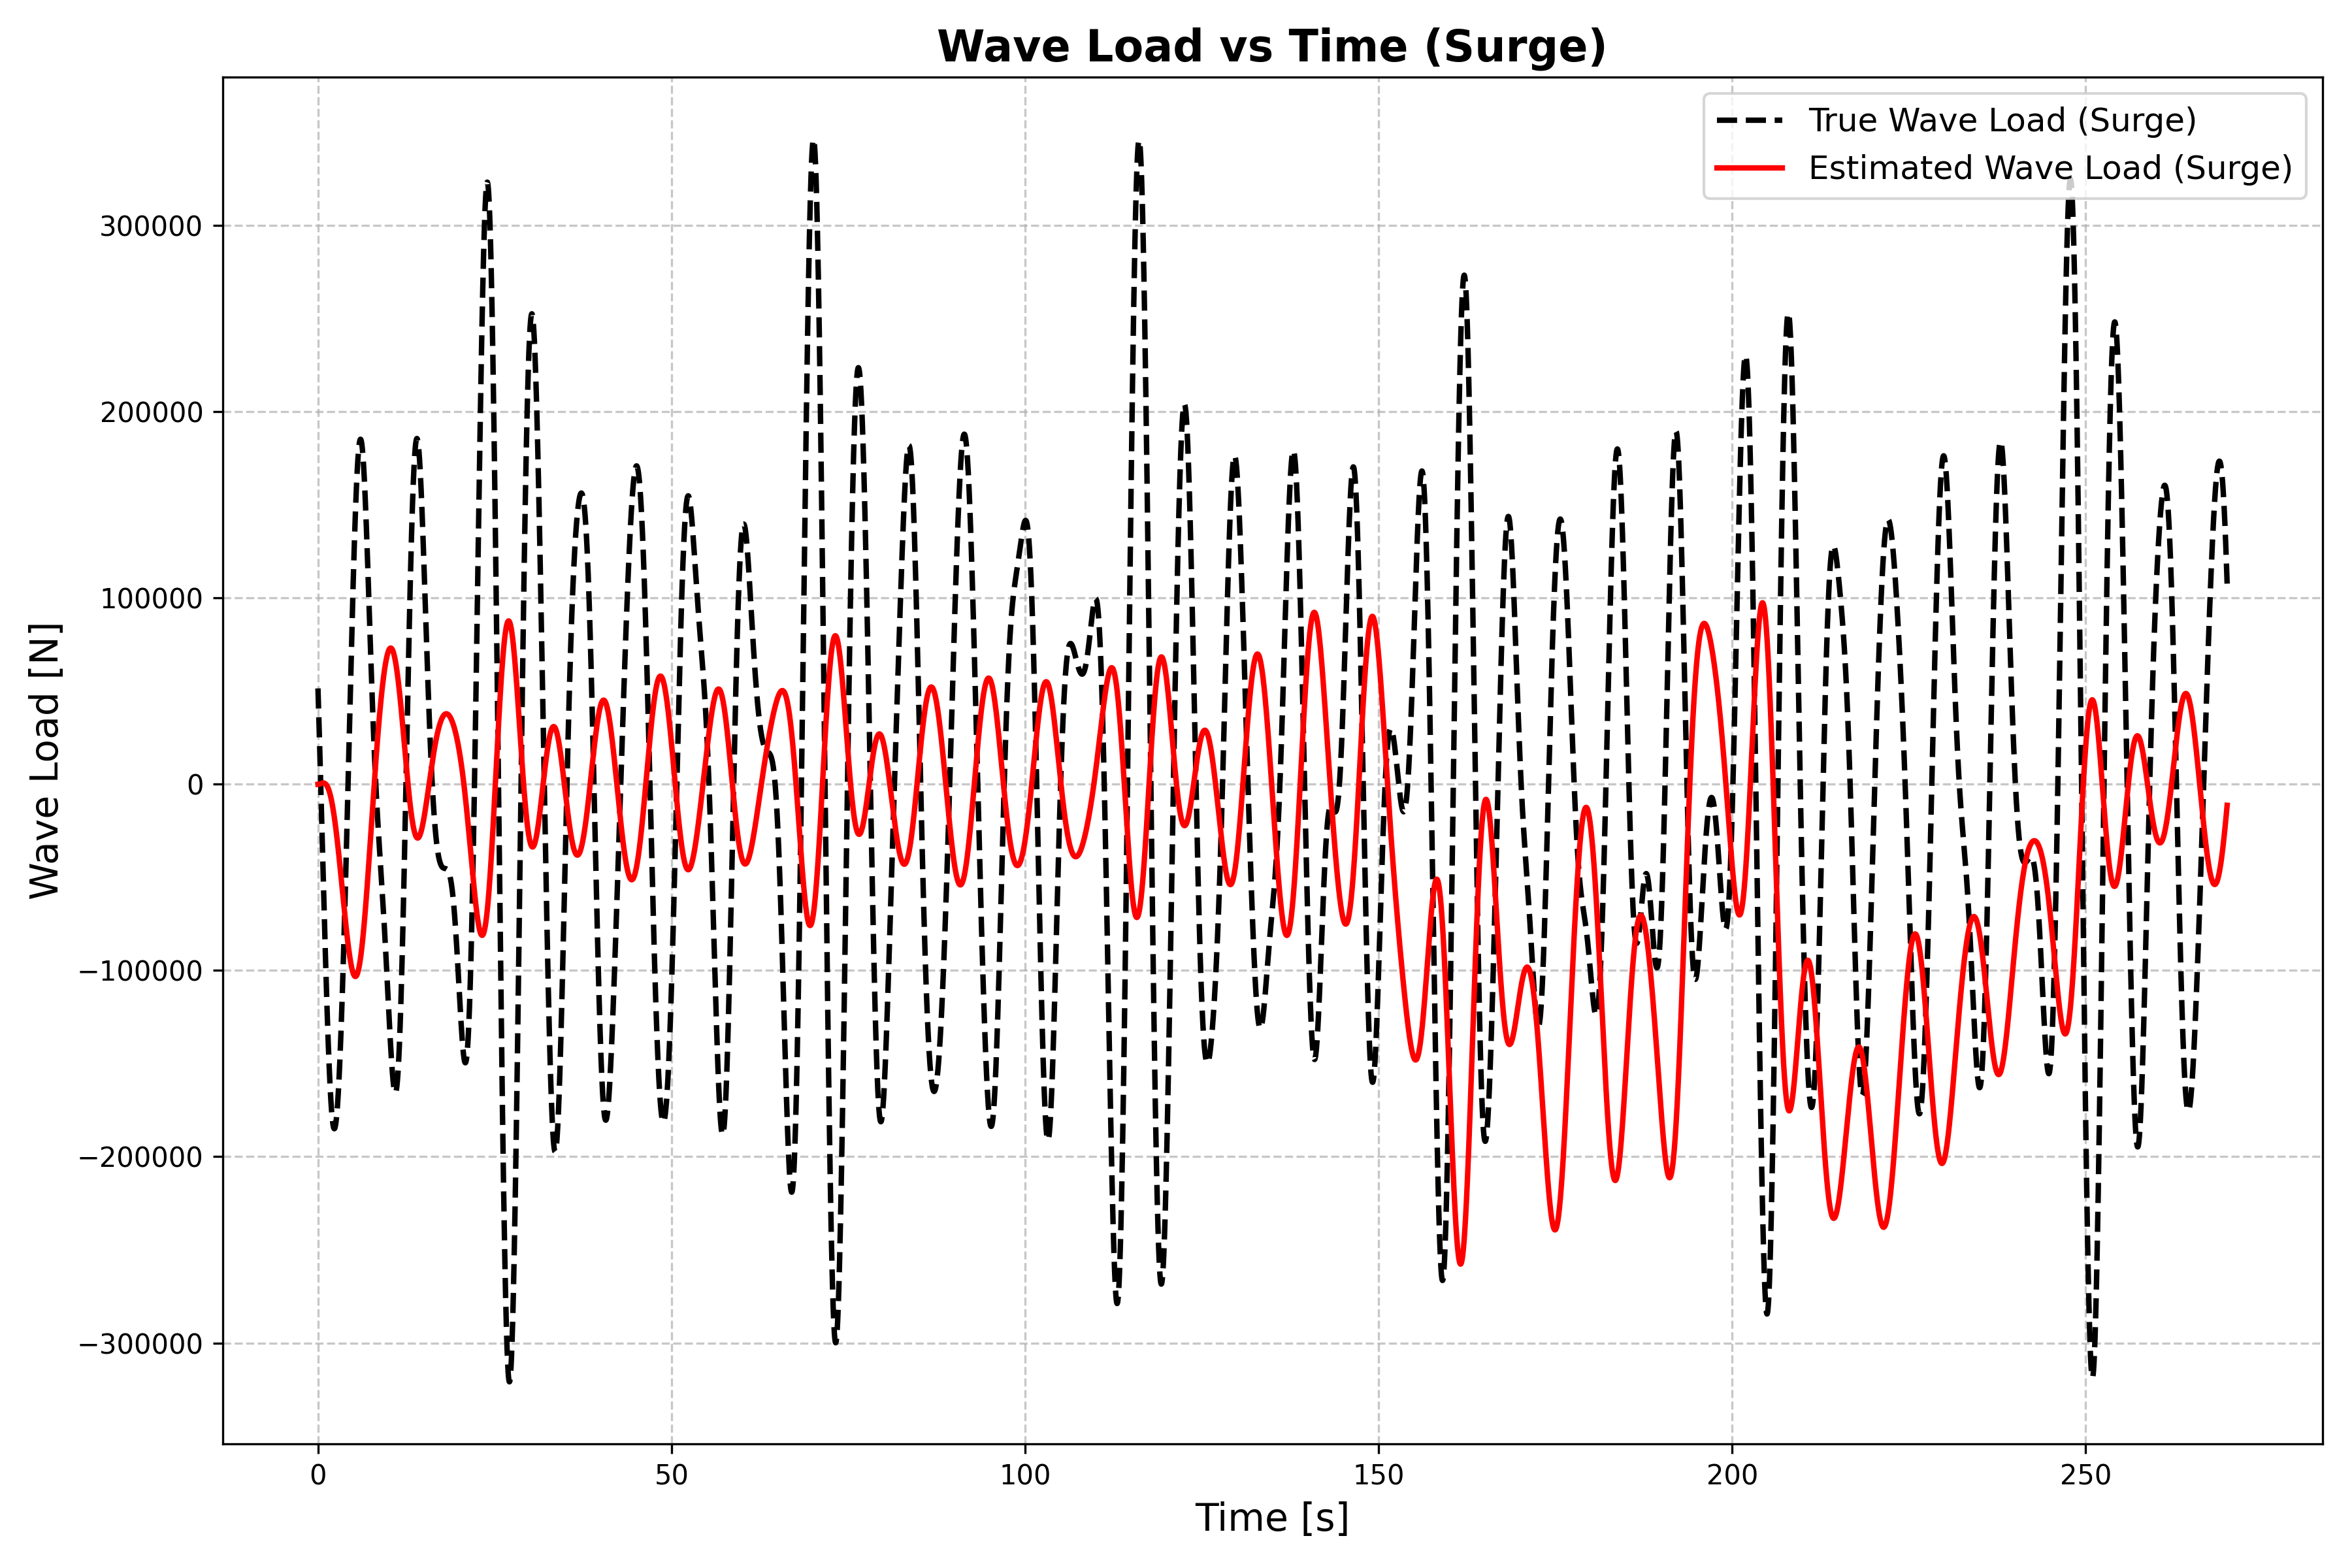 Wave Load vs Time (Surge)
True Wave Load (Surge)
Estimated Wave Load (Surge)
Wave Load [N]
300000
200000
100000
0
−100000
−200000
−300000
0
50
100
150
200
250
Time [s]